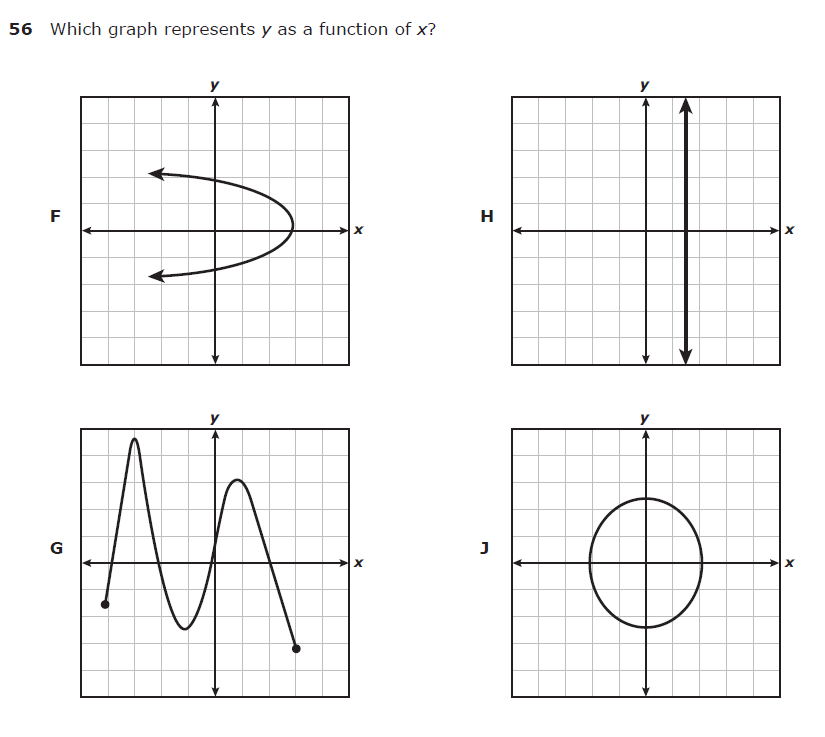 56 Which graph represents y as a function of x?
y
y
F
x
H
x
y
y
G
x
J
x